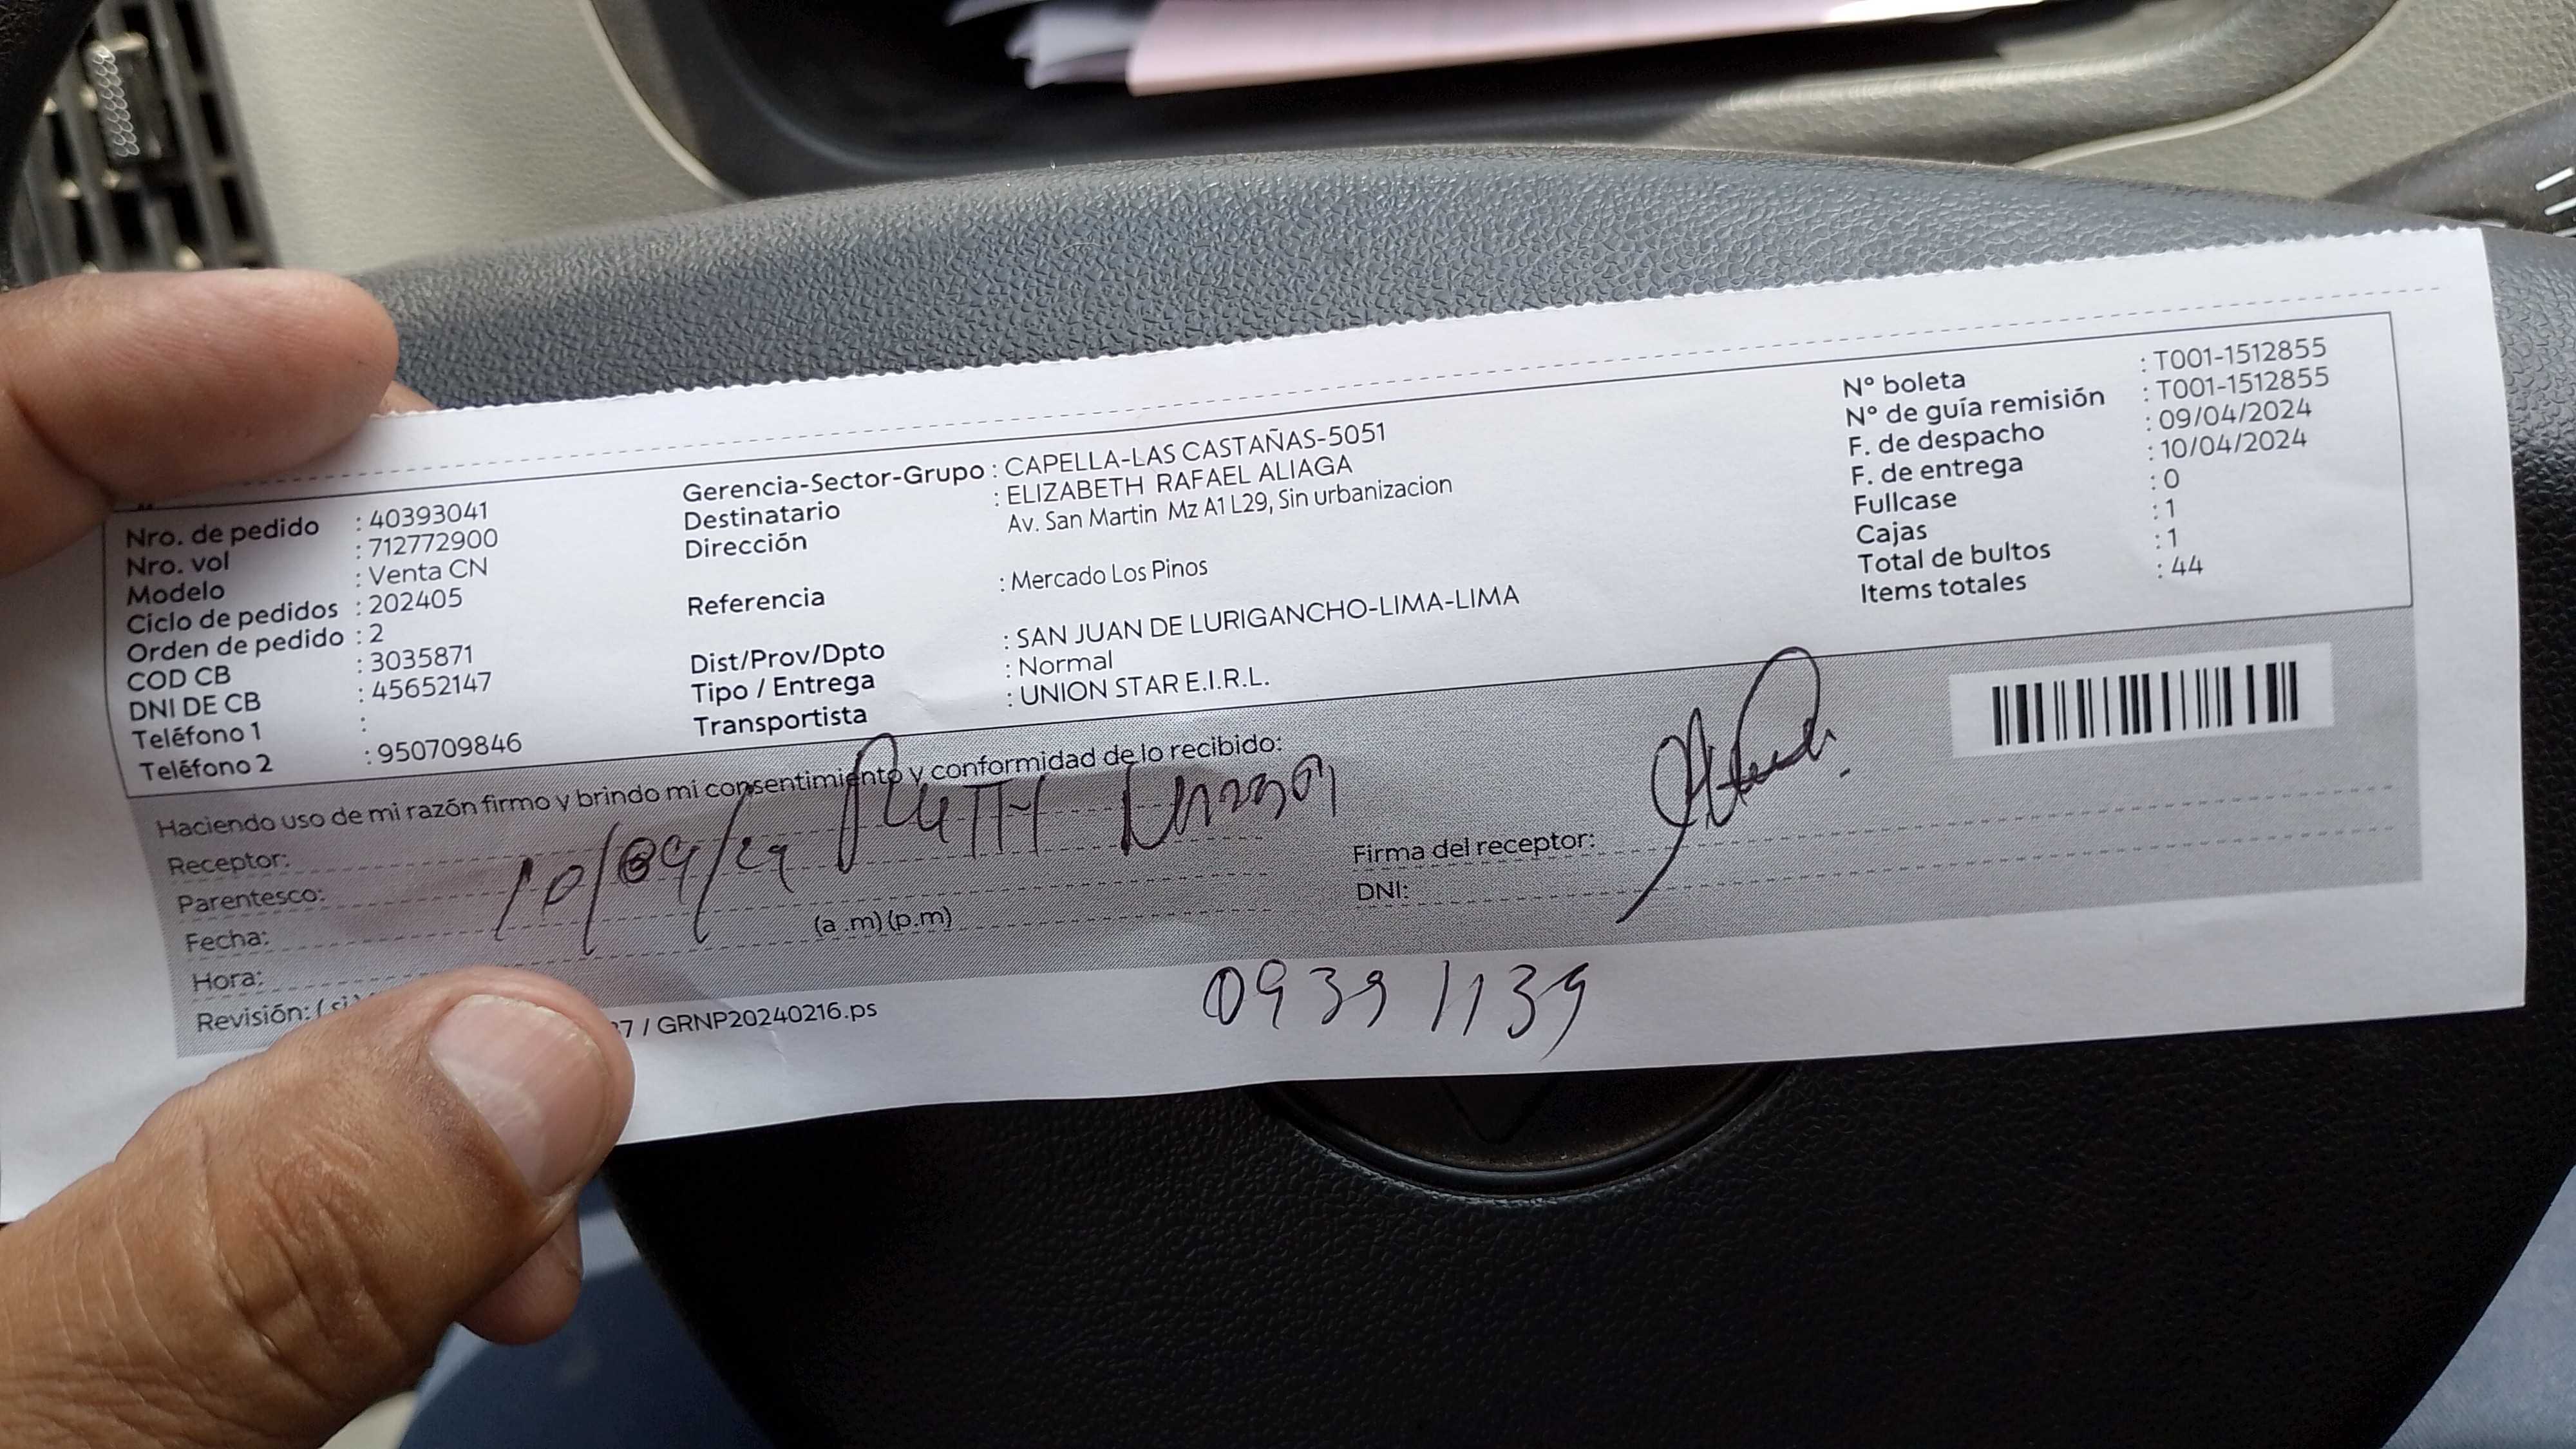 Nro. de pedido : 40393041
Nro. vol : 712772900
Modelo : Venta CN
Ciclo de pedidos : 202405
Orden de pedido : 2
COD CB : 3035871
DNI DE CB : 45652147
Teléfono 1 :
Teléfono 2 : 950709846
Gerencia-Sector-Grupo : CAPELLA-LAS CASTAÑAS-5051
Destinatario : ELIZABETH RAFAEL ALIAGA
Dirección Av. San Martin Mz A1 L29, Sin urbanizacion
Referencia : Mercado Los Pinos
Dist/Prov/Dpto : SAN JUAN DE LURIGANCHO-LIMA-LIMA
Tipo / Entrega : Normal
Transportista : UNION STAR E.I.R.L.
N° boleta : T001-1512855
N° de guía remisión : T001-1512855
F. de despacho : 09/04/2024
F. de entrega : 10/04/2024
Fullcase : 0
Cajas : 1
Total de bultos : 1
Items totales : 44
Haciendo uso de mi razón firmo y brindo mi consentimiento y conformidad de lo recibido:
Receptor: RUTH
Parentesco:
Fecha: 10/04/24
Hora: (a .m) (p.m)
Revisión: ( si )
Firma del receptor:
DNI:
7 / GRNP20240216.ps
09391139